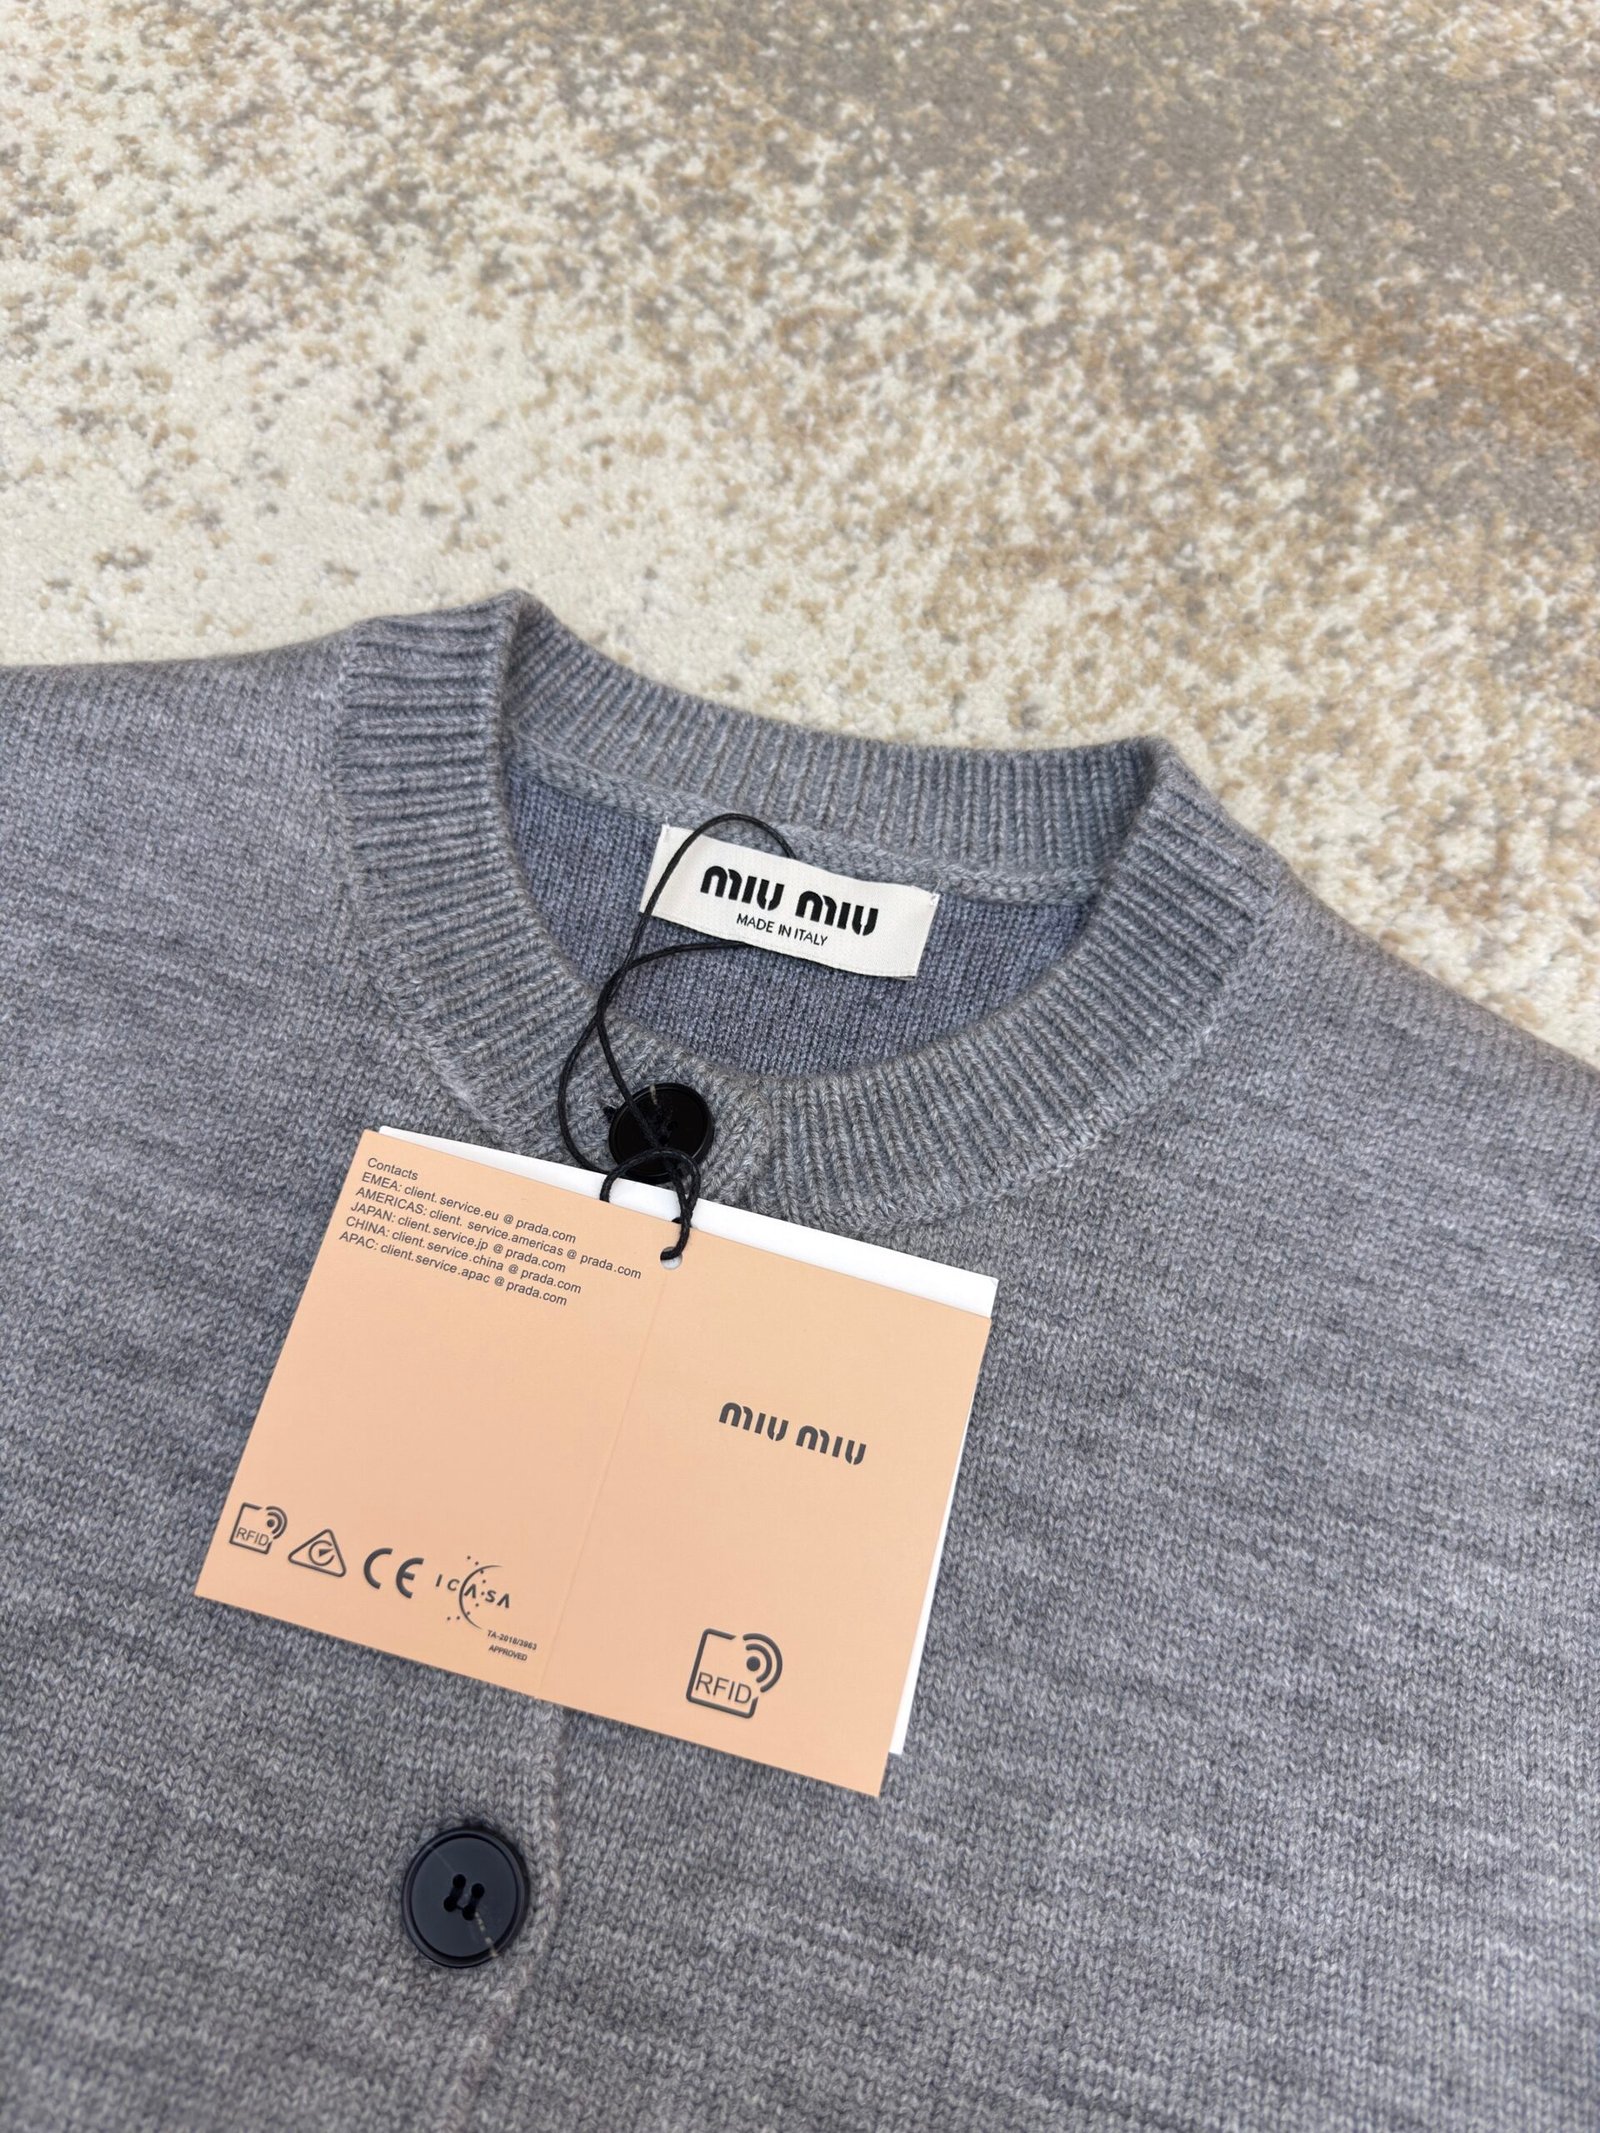 miu miu
MADE IN ITALY
Contacts
EMEA: client.service.eu @ prada.com
AMERICAS: client. service.americas @ prada.com
JAPAN: client.service.jp @ prada.com
CHINA: client.service.china @ prada.com
APAC: client.service.apac @ prada.com
miu miu
RFID
CE
ICASA
TA-2018/3963
APPROVED
RFID